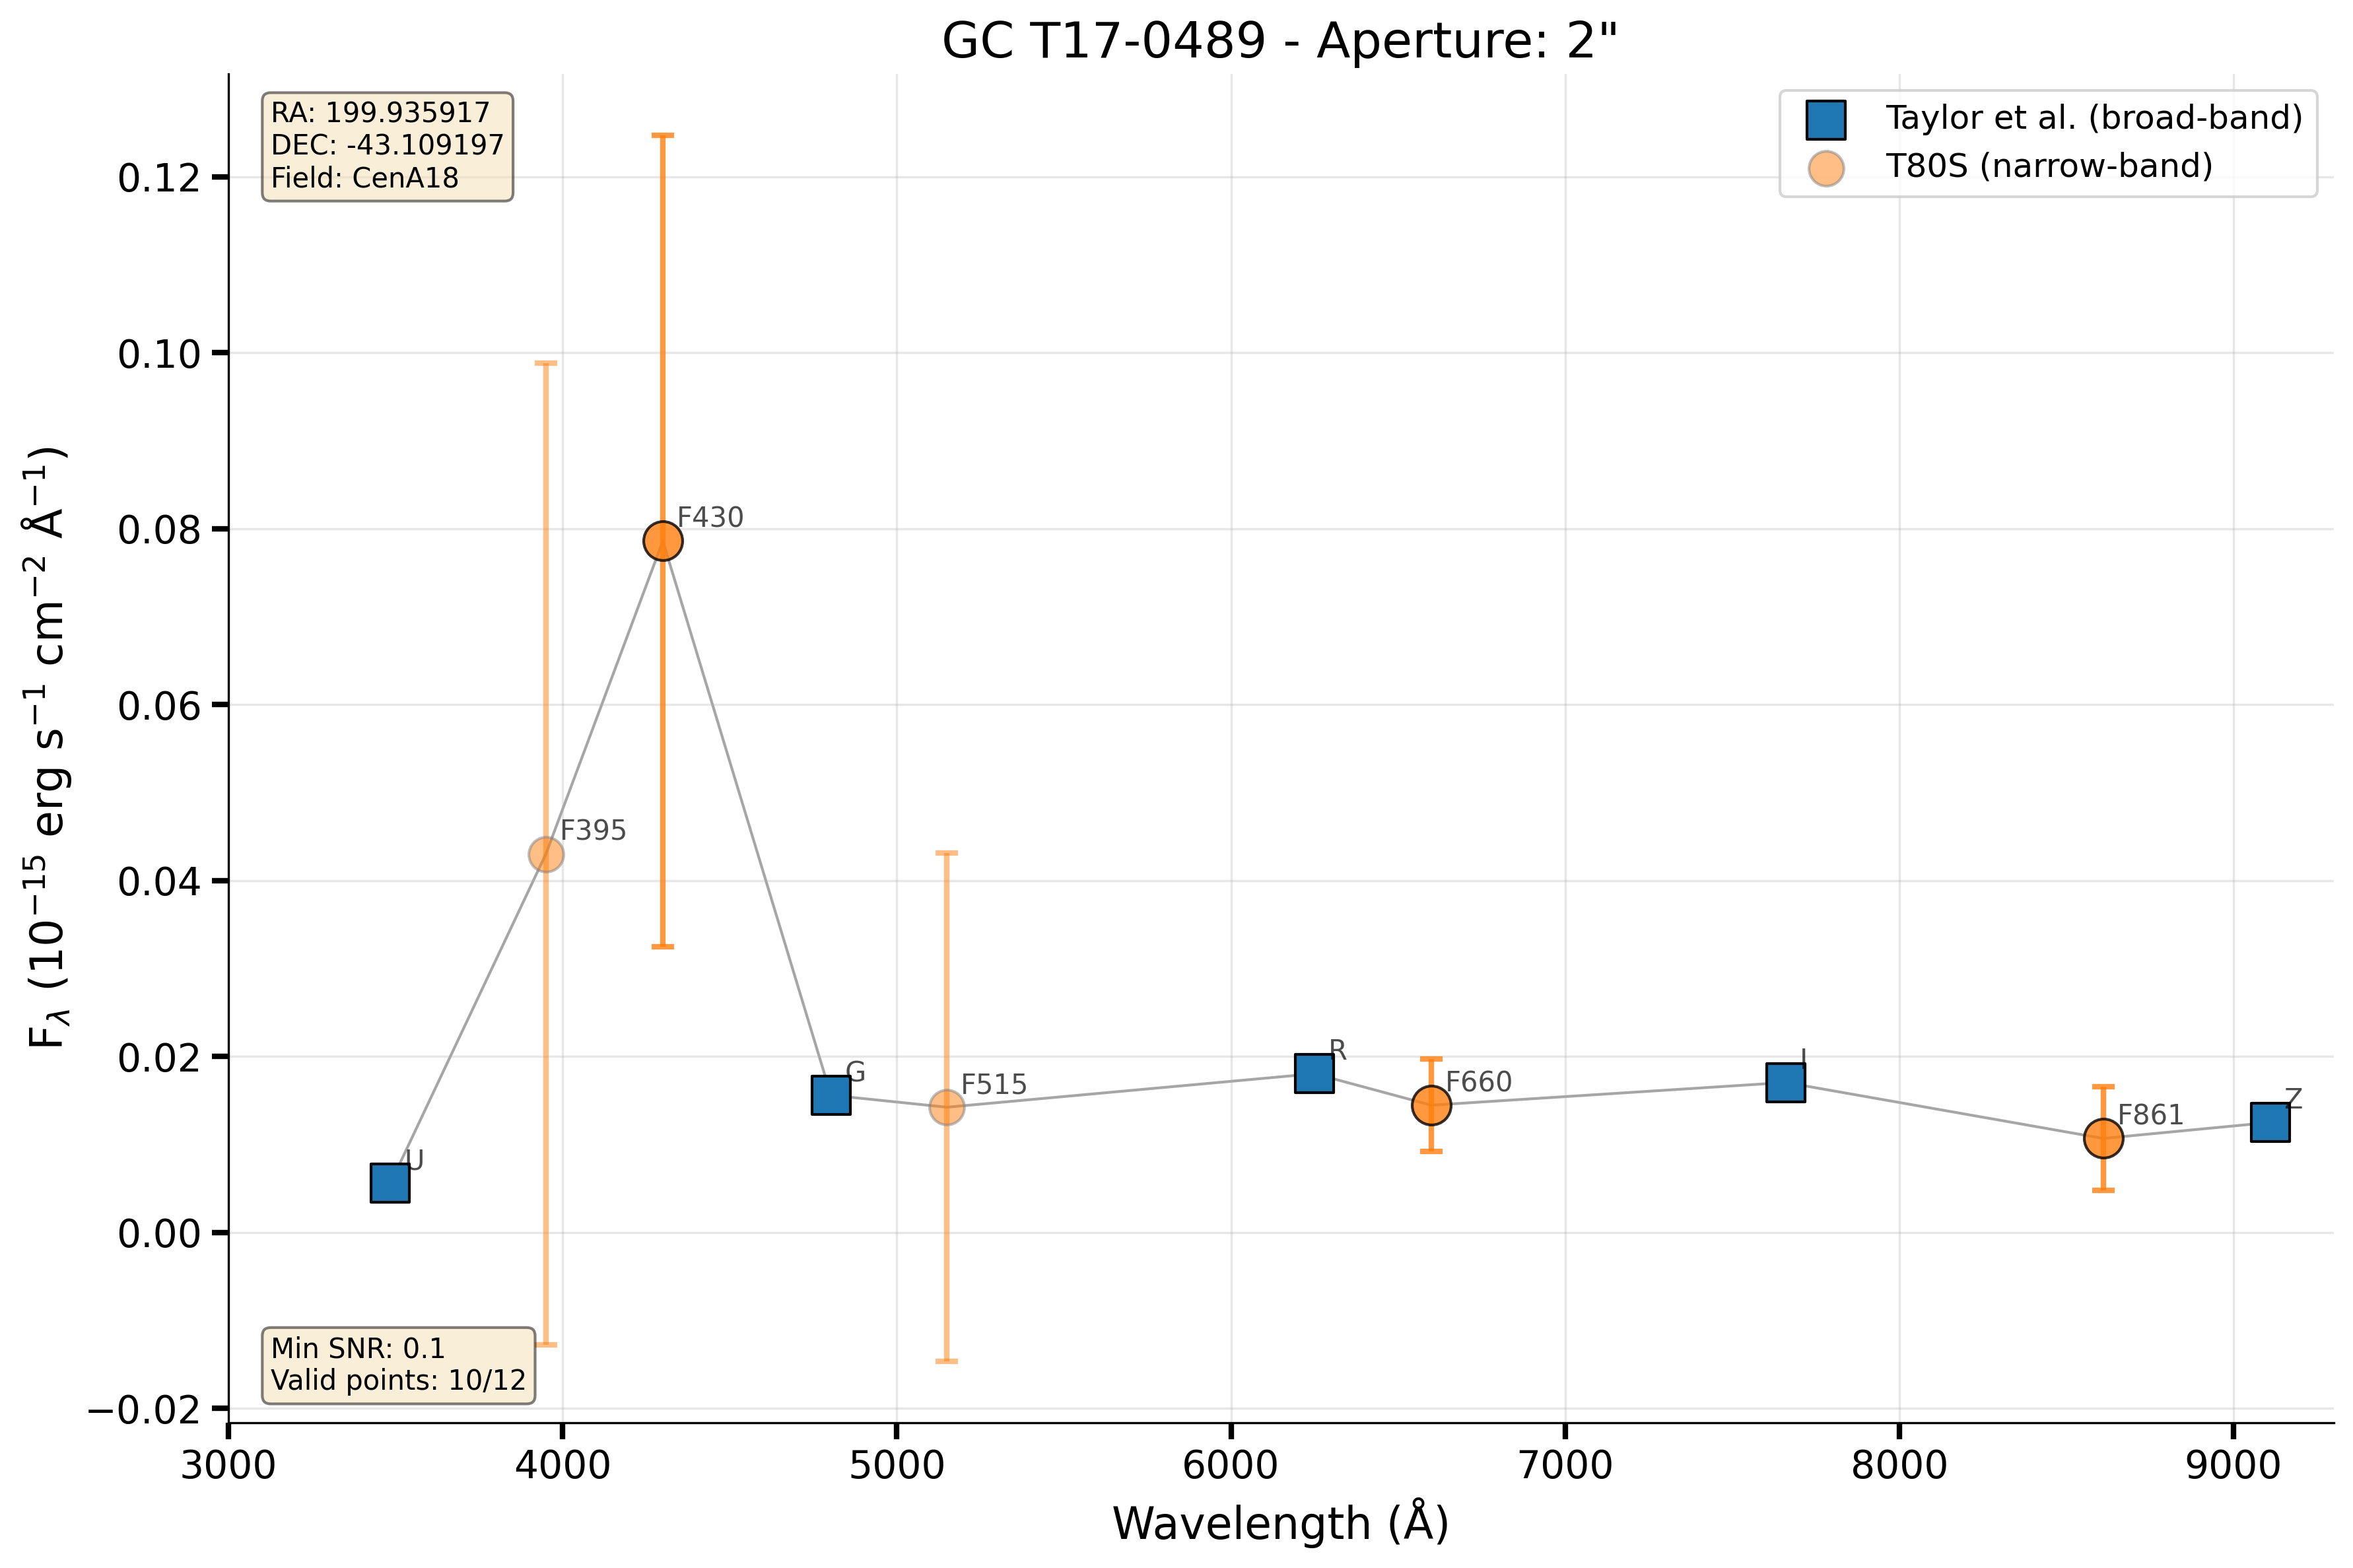 GC T17-0489 - Aperture: 2"
RA: 199.935917
DEC: -43.109197
Field: CenA18
Taylor et al. (broad-band)
T80S (narrow-band)
0.12
0.10
0.08
0.06
0.04
0.02
0.00
−0.02
F_λ (10⁻¹⁵ erg s⁻¹ cm⁻² Å⁻¹)
F430
F395
U
G
F515
R
F660
I
F861
Z
Min SNR: 0.1
Valid points: 10/12
3000 4000 5000 6000 7000 8000 9000
Wavelength (Å)